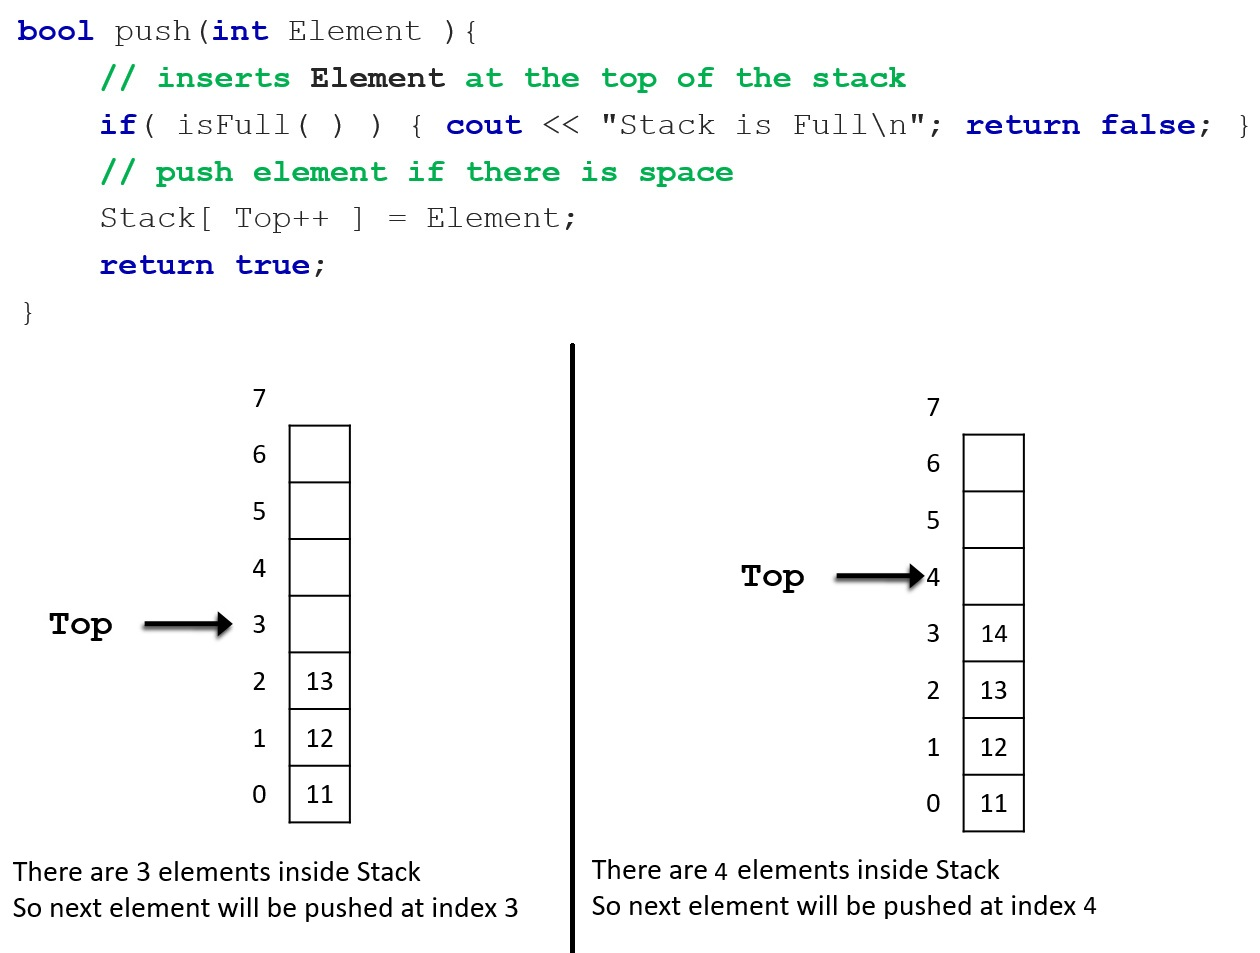 bool push(int Element ){
// inserts Element at the top of the stack
if( isFull( ) ) { cout << "Stack is Full\n"; return false; }
// push element if there is space
Stack[ Top++ ] = Element;
return true;
}
7
6
5
4
Top 3
2 13
1 12
0 11
There are 3 elements inside Stack
So next element will be pushed at index 3
7
6
5
Top 4
3 14
2 13
1 12
0 11
There are 4 elements inside Stack
So next element will be pushed at index 4